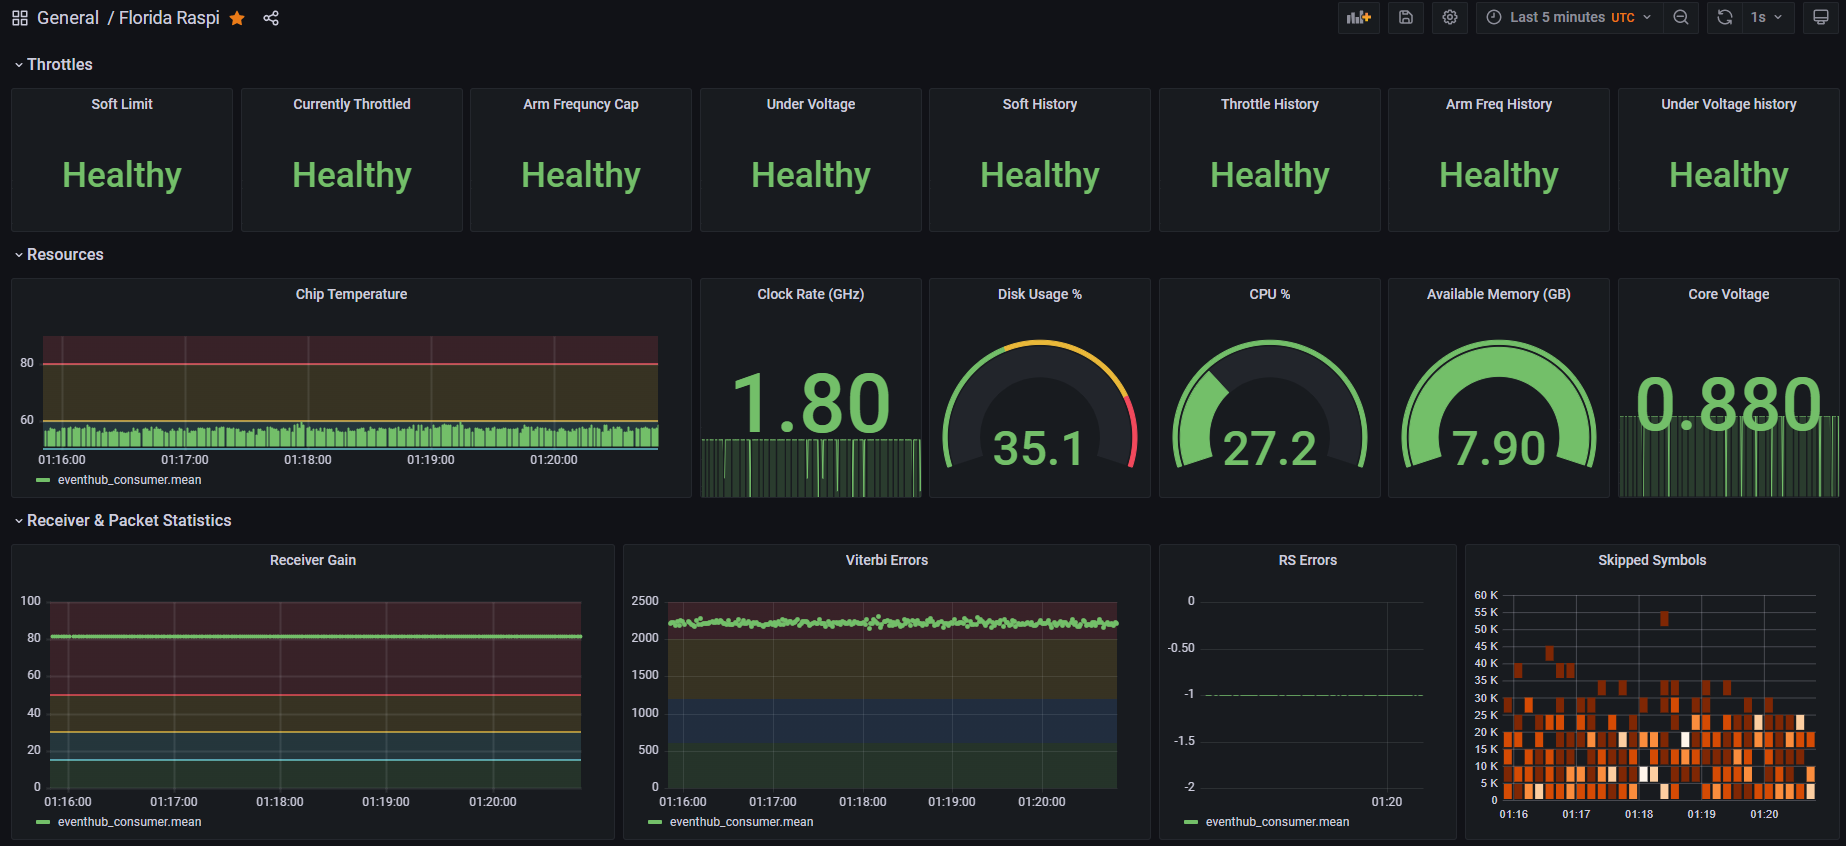 General / Florida Raspi
Last 5 minutes UTC
1s
Throttles
Soft Limit
Healthy
Currently Throttled
Healthy
Arm Frequncy Cap
Healthy
Under Voltage
Healthy
Soft History
Healthy
Throttle History
Healthy
Arm Freq History
Healthy
Under Voltage history
Healthy
Resources
Chip Temperature
80
60
01:16:00 01:17:00 01:18:00 01:19:00 01:20:00
eventhub_consumer.mean
Clock Rate (GHz)
1.80
Disk Usage %
35.1
CPU %
27.2
Available Memory (GB)
7.90
Core Voltage
0.880
Receiver & Packet Statistics
Receiver Gain
100
80
60
40
20
0
01:16:00 01:17:00 01:18:00 01:19:00 01:20:00
eventhub_consumer.mean
Viterbi Errors
2500
2000
1500
1000
500
0
01:16:00 01:17:00 01:18:00 01:19:00 01:20:00
eventhub_consumer.mean
RS Errors
0
-0.50
-1
-1.5
-2
01:20
eventhub_consumer.mean
Skipped Symbols
60 K
55 K
50 K
45 K
40 K
35 K
30 K
25 K
20 K
15 K
10 K
5 K
0
01:16 01:17 01:18 01:19 01:20